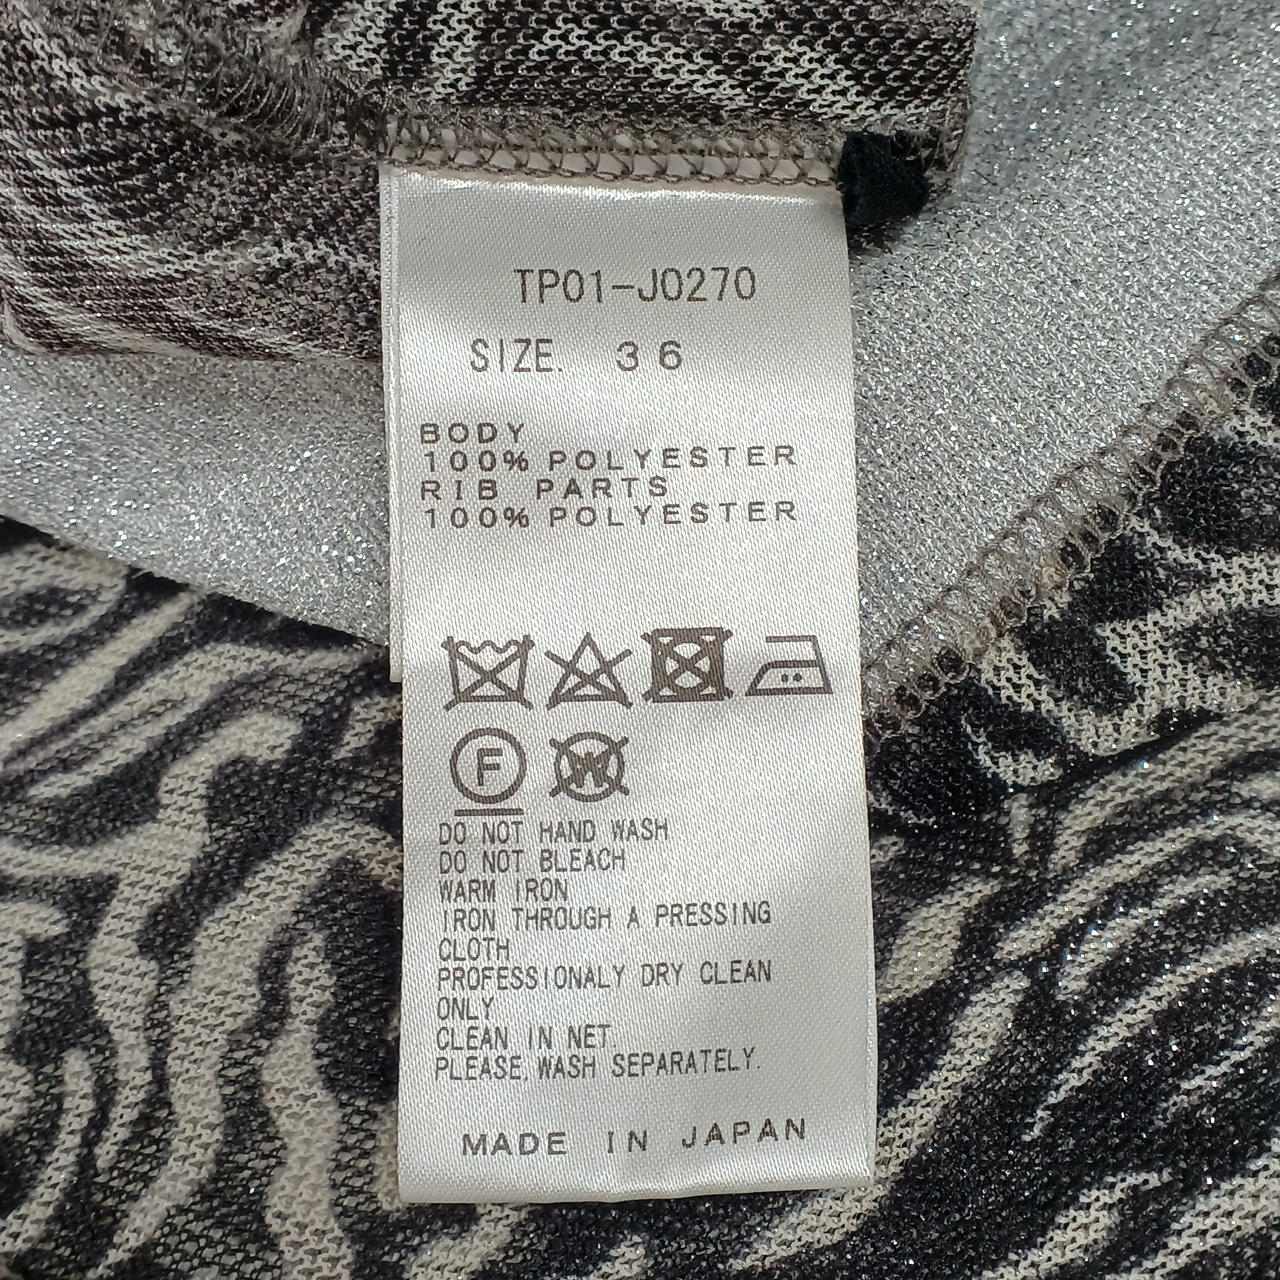 TP01-J0270
SIZE. 36
BODY
100% POLYESTER
RIB PARTS
100% POLYESTER
F W
DO NOT HAND WASH
DO NOT BLEACH
WARM IRON
IRON THROUGH A PRESSING
CLOTH
PROFESSIONALY DRY CLEAN
ONLY
CLEAN IN NET.
PLEASE,WASH SEPARATELY.
MADE IN JAPAN